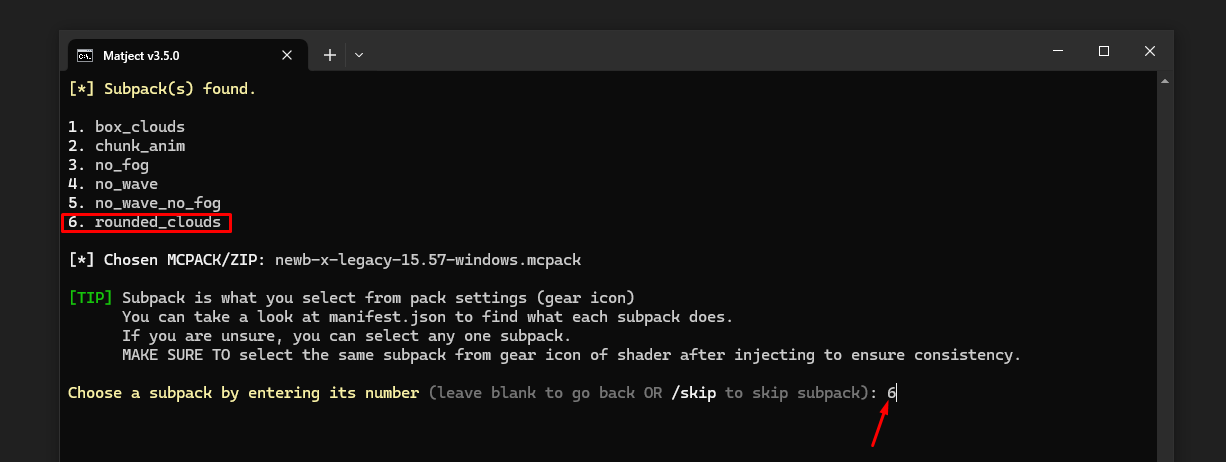 Matject v3.5.0
[*] Subpack(s) found.
1. box_clouds
2. chunk_anim
3. no_fog
4. no_wave
5. no_wave_no_fog
6. rounded_clouds
[*] Chosen MCPACK/ZIP: newb-x-legacy-15.57-windows.mcpack
[TIP] Subpack is what you select from pack settings (gear icon)
You can take a look at manifest.json to find what each subpack does.
If you are unsure, you can select any one subpack.
MAKE SURE TO select the same subpack from gear icon of shader after injecting to ensure consistency.
Choose a subpack by entering its number (leave blank to go back OR /skip to skip subpack): 6